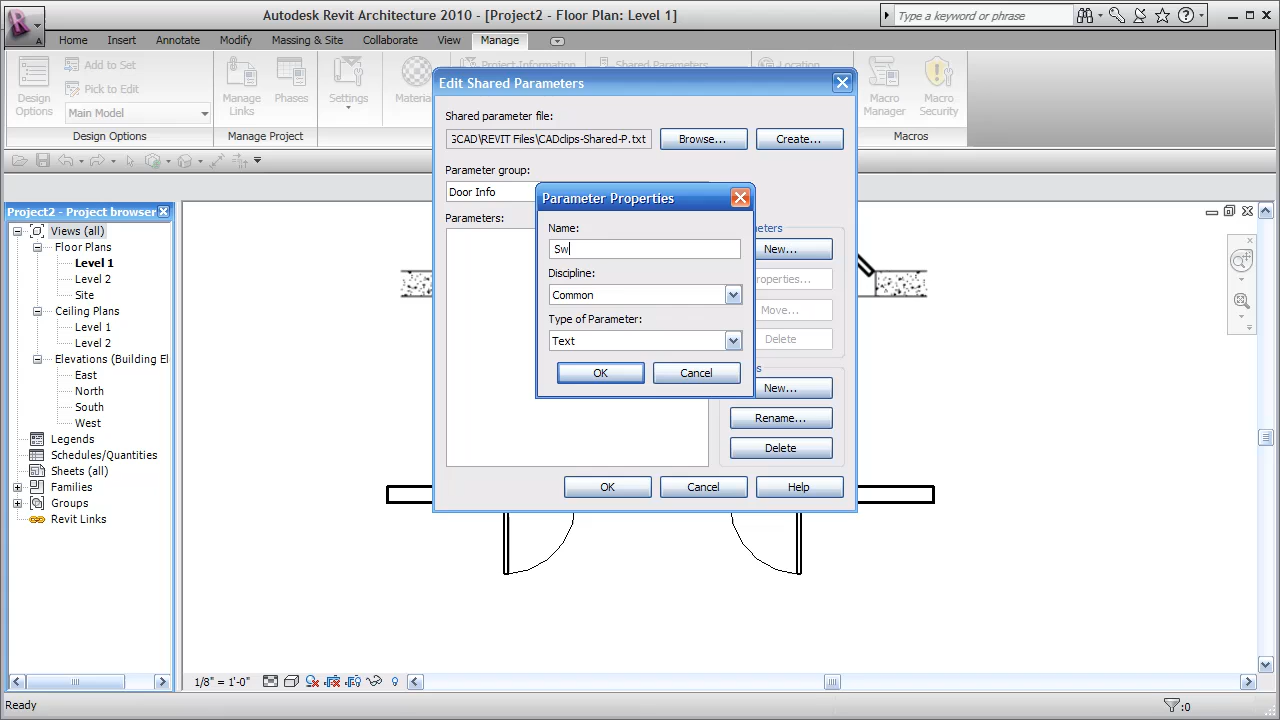 Autodesk Revit Architecture 2010 - [Project2 - Floor Plan: Level 1]
Type a keyword or phrase
Home Insert Annotate Modify Massing & Site Collaborate View Manage
Design Options
Add to Set
Pick to Edit
Main Model
Manage Links
Phases
Settings
Materia
Project Information
Shared Parameters
Location
Macro Manager
Macro Security
Design Options
Manage Project
Macros
Edit Shared Parameters
Shared parameter file:
GCAD\REVIT Files\CADclips-Shared-P.txt
Browse...
Create...
Parameter group:
Door Info
Parameters:
Parameter Properties
Name:
Sw
Discipline:
Common
Type of Parameter:
Text
OK
Cancel
meters
New...
roperties...
Move...
Delete
s
New...
Rename...
Delete
OK
Cancel
Help
Project2 - Project browser
Views (all)
Floor Plans
Level 1
Level 2
Site
Ceiling Plans
Level 1
Level 2
Elevations (Building El
East
North
South
West
Legends
Schedules/Quantities
Sheets (all)
Families
Groups
Revit Links
1/8" = 1'-0"
Ready
:0